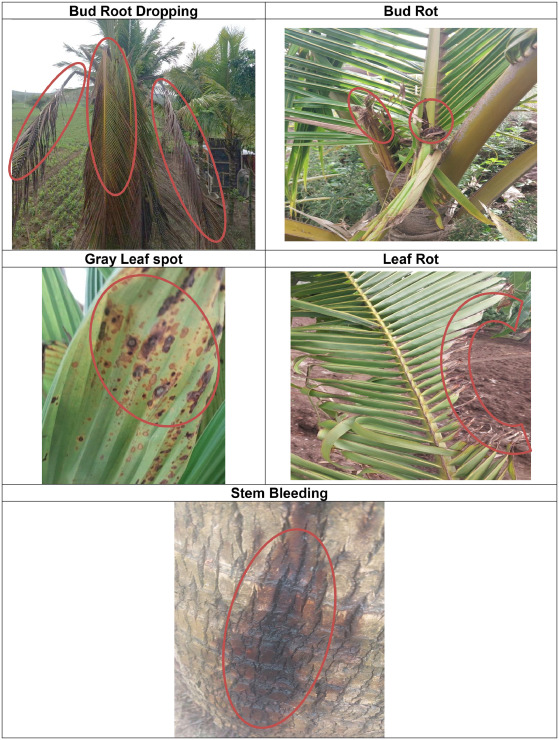 Bud Root Dropping
Bud Rot
Gray Leaf spot
Leaf Rot
Stem Bleeding